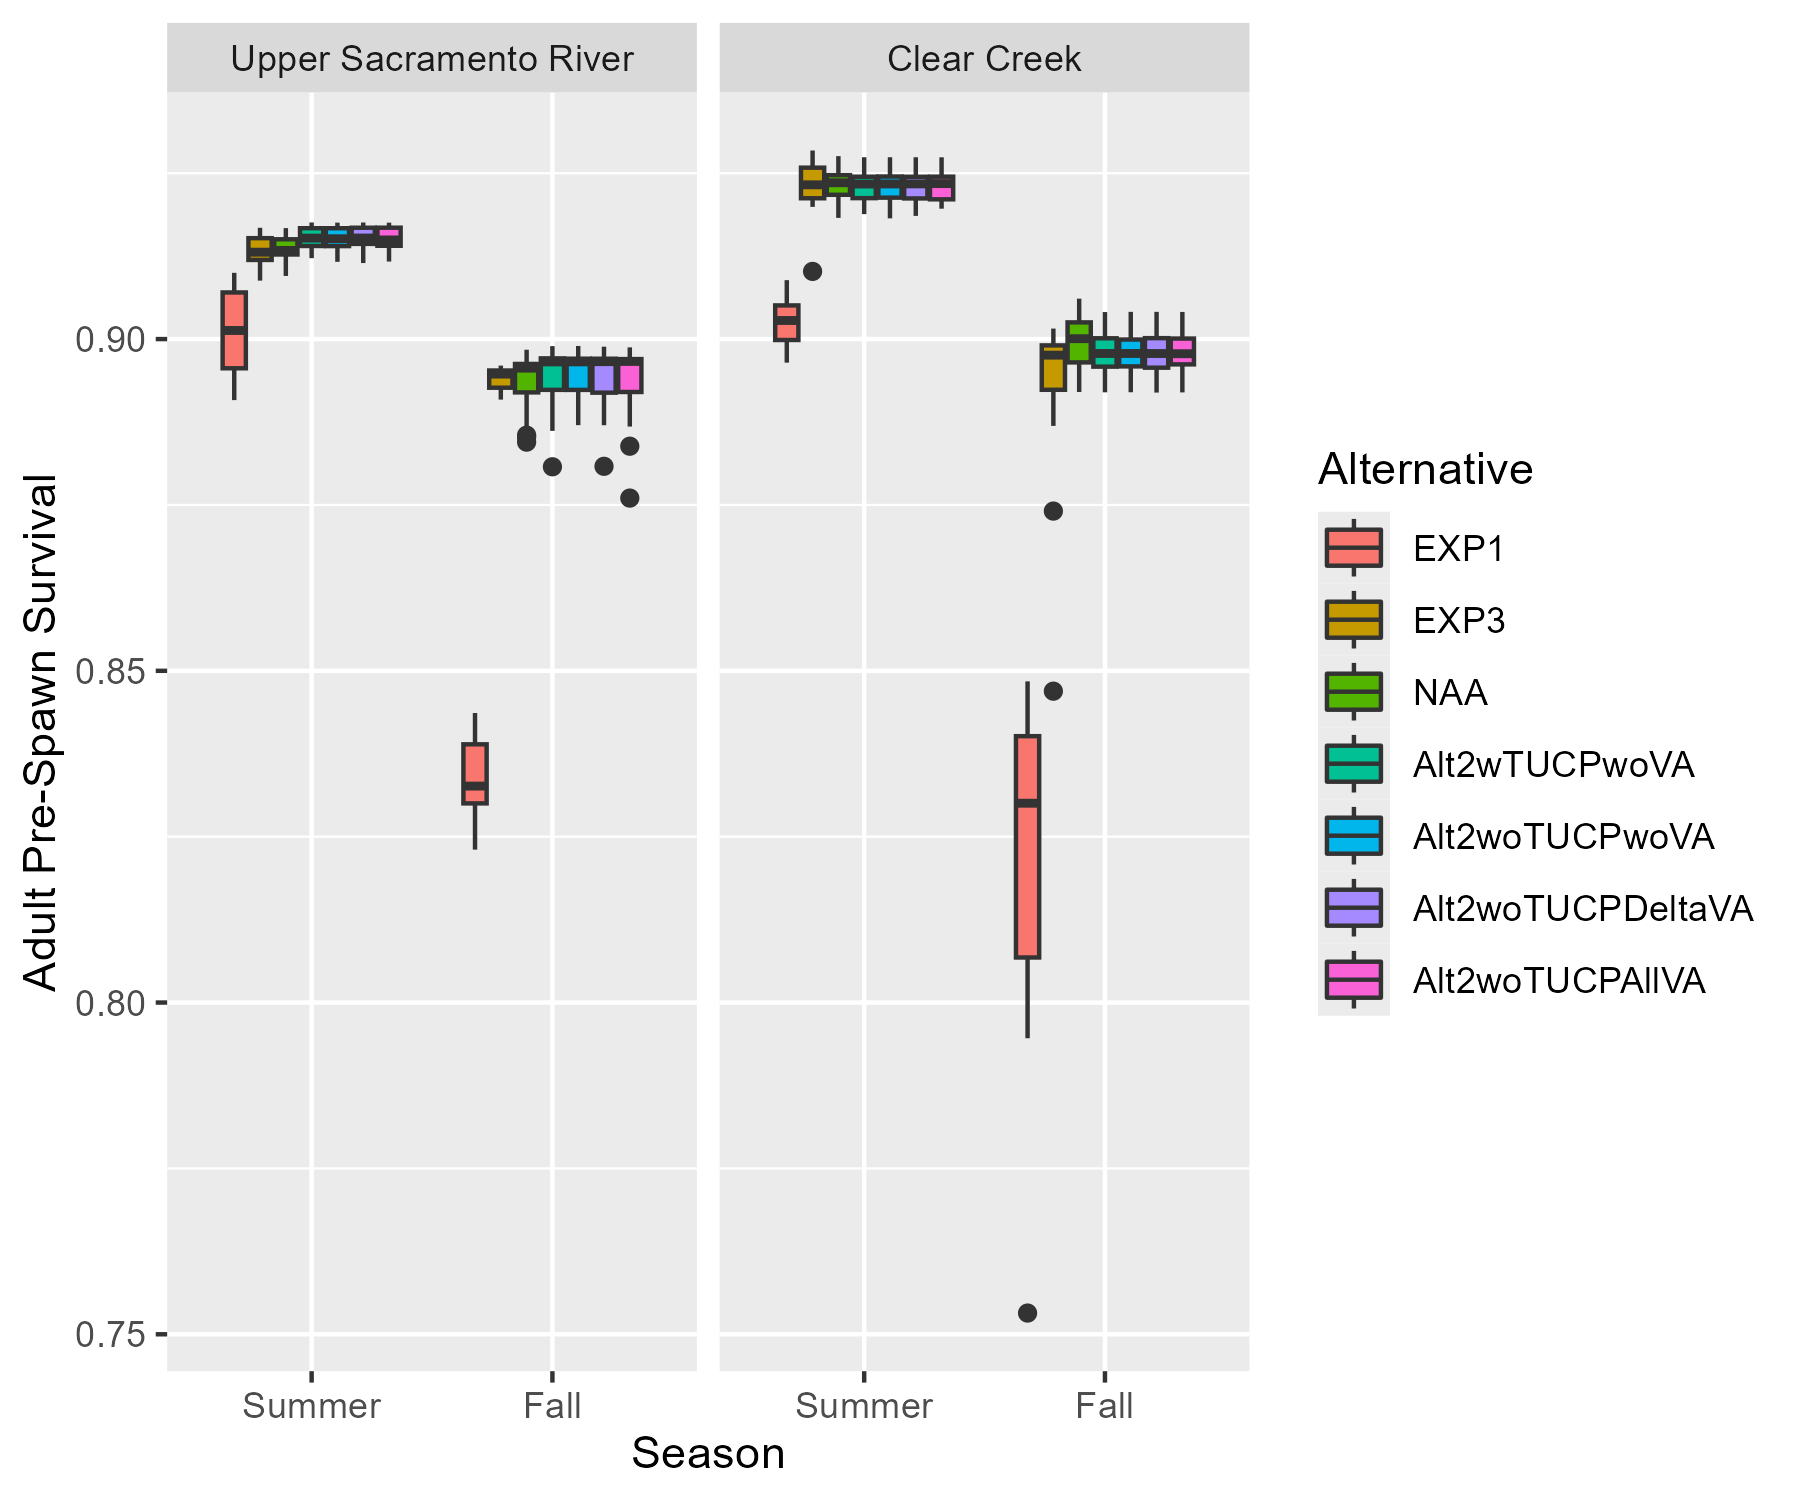 Upper Sacramento River
Clear Creek
0.90
0.85
0.80
0.75
Adult Pre-Spawn Survival
Summer
Fall
Summer
Fall
Season
Alternative
EXP1
EXP3
NAA
Alt2wTUCPwoVA
Alt2woTUCPwoVA
Alt2woTUCPDeltaVA
Alt2woTUCPAllVA